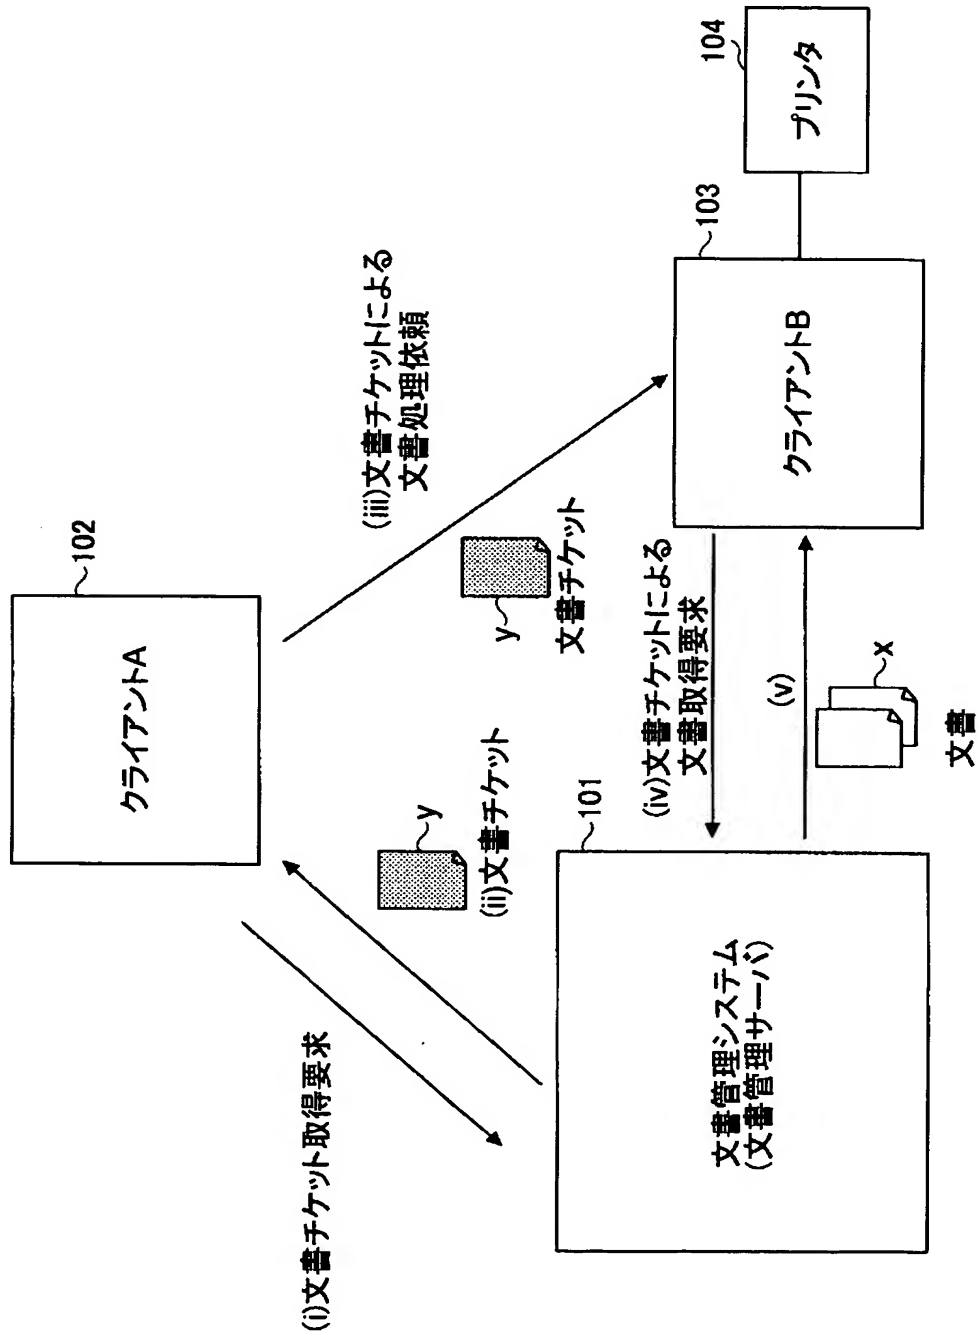 (i)文書チケット取得要求
102
クライアントA
y
(ii)文書チケット
(iii)文書チケットによる
文書処理依頼
y
文書チケット
101
文書管理システム
(文書管理サーバ)
(iv)文書チケットによる
文書取得要求
(v)
x
文書
103
クライアントB
104
プリンタ